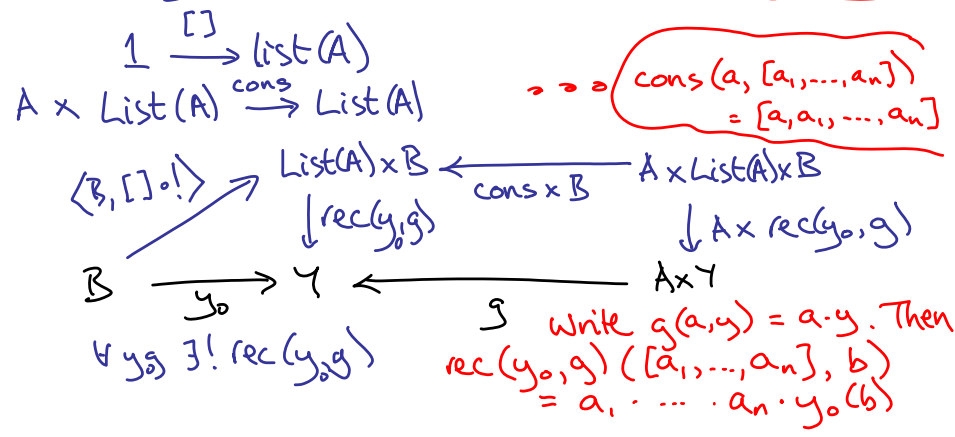 1 —[]→ List(A)
A × List(A) —cons→ List(A)
∘ ∘ ∘ cons(a, [a₁,...,aₙ])
= [a,a₁,...,aₙ]
⟨B, []∘!⟩ List(A)×B ← cons × B A×List(A)×B
↓ rec(y₀,g) ↓ A× rec(y₀, g)
B —y₀→ Y ← g A×Y
∀ y₀g ∃! rec(y₀,g)
Write g(a,y) = a·y. Then
rec(y₀,g)([a₁,...,aₙ], b)
= a₁· ⋯ ·aₙ·y₀(b)